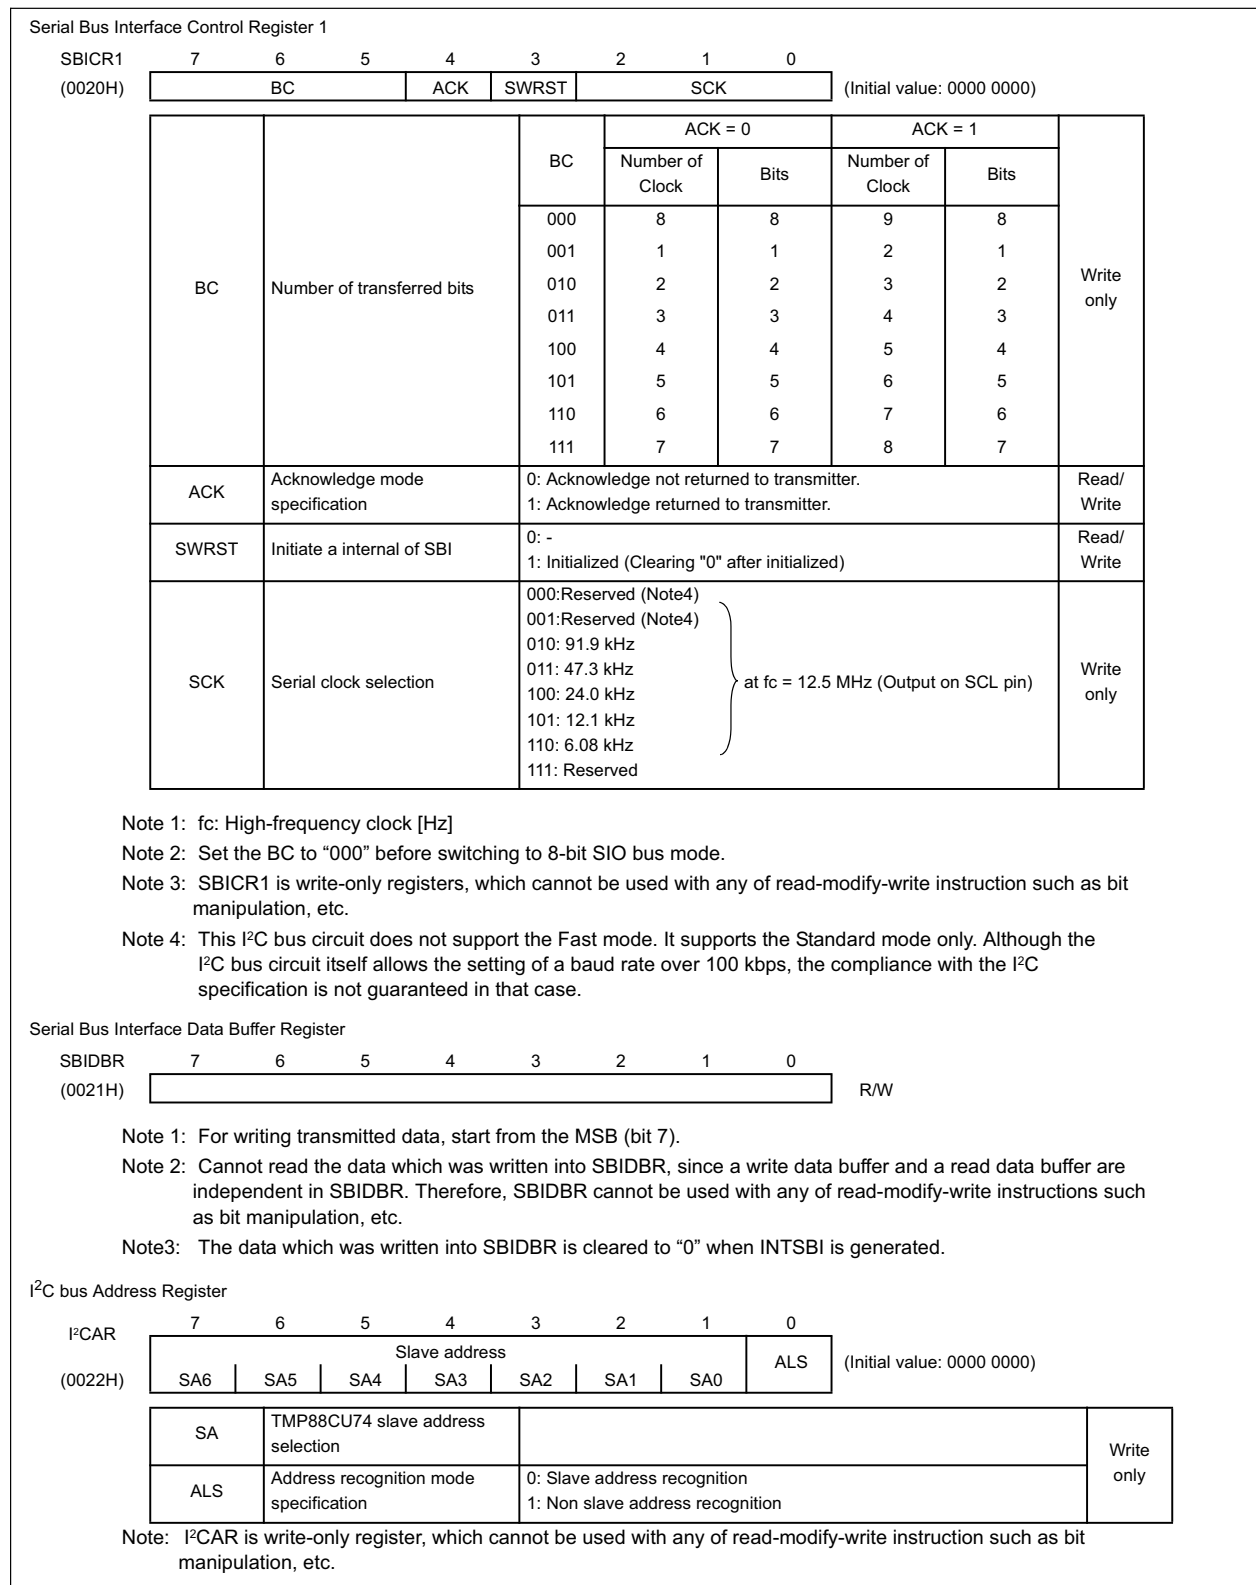 Serial Bus Interface Control Register 1
SBICR1 7 6 5 4 3 2 1 0
(0020H) BC ACK SWRST SCK (Initial value: 0000 0000)
ACK = 0 ACK = 1
BC Number of Clock Bits Number of Clock Bits
000 8 8 9 8
001 1 1 2 1
BC Number of transferred bits 010 2 2 3 2 Write only
011 3 3 4 3
100 4 4 5 4
101 5 5 6 5
110 6 6 7 6
111 7 7 8 7
ACK Acknowledge mode specification 0: Acknowledge not returned to transmitter. Read/Write
1: Acknowledge returned to transmitter.
SWRST Initiate a internal of SBI 0: - Read/Write
1: Initialized (Clearing "0" after initialized)
000:Reserved (Note4)
001:Reserved (Note4)
010: 91.9 kHz
011: 47.3 kHz
SCK Serial clock selection 100: 24.0 kHz at fc = 12.5 MHz (Output on SCL pin) Write only
101: 12.1 kHz
110: 6.08 kHz
111: Reserved
Note 1: fc: High-frequency clock [Hz]
Note 2: Set the BC to “000” before switching to 8-bit SIO bus mode.
Note 3: SBICR1 is write-only registers, which cannot be used with any of read-modify-write instruction such as bit
manipulation, etc.
Note 4: This I²C bus circuit does not support the Fast mode. It supports the Standard mode only. Although the
I²C bus circuit itself allows the setting of a baud rate over 100 kbps, the compliance with the I²C
specification is not guaranteed in that case.
Serial Bus Interface Data Buffer Register
SBIDBR 7 6 5 4 3 2 1 0
(0021H) R/W
Note 1: For writing transmitted data, start from the MSB (bit 7).
Note 2: Cannot read the data which was written into SBIDBR, since a write data buffer and a read data buffer are
independent in SBIDBR. Therefore, SBIDBR cannot be used with any of read-modify-write instructions such
as bit manipulation, etc.
Note3: The data which was written into SBIDBR is cleared to “0” when INTSBI is generated.
I²C bus Address Register
I²CAR 7 6 5 4 3 2 1 0
Slave address ALS (Initial value: 0000 0000)
(0022H) SA6 SA5 SA4 SA3 SA2 SA1 SA0
SA TMP88CU74 slave address selection Write only
ALS Address recognition mode specification 0: Slave address recognition
1: Non slave address recognition
Note: I²CAR is write-only register, which cannot be used with any of read-modify-write instruction such as bit
manipulation, etc.